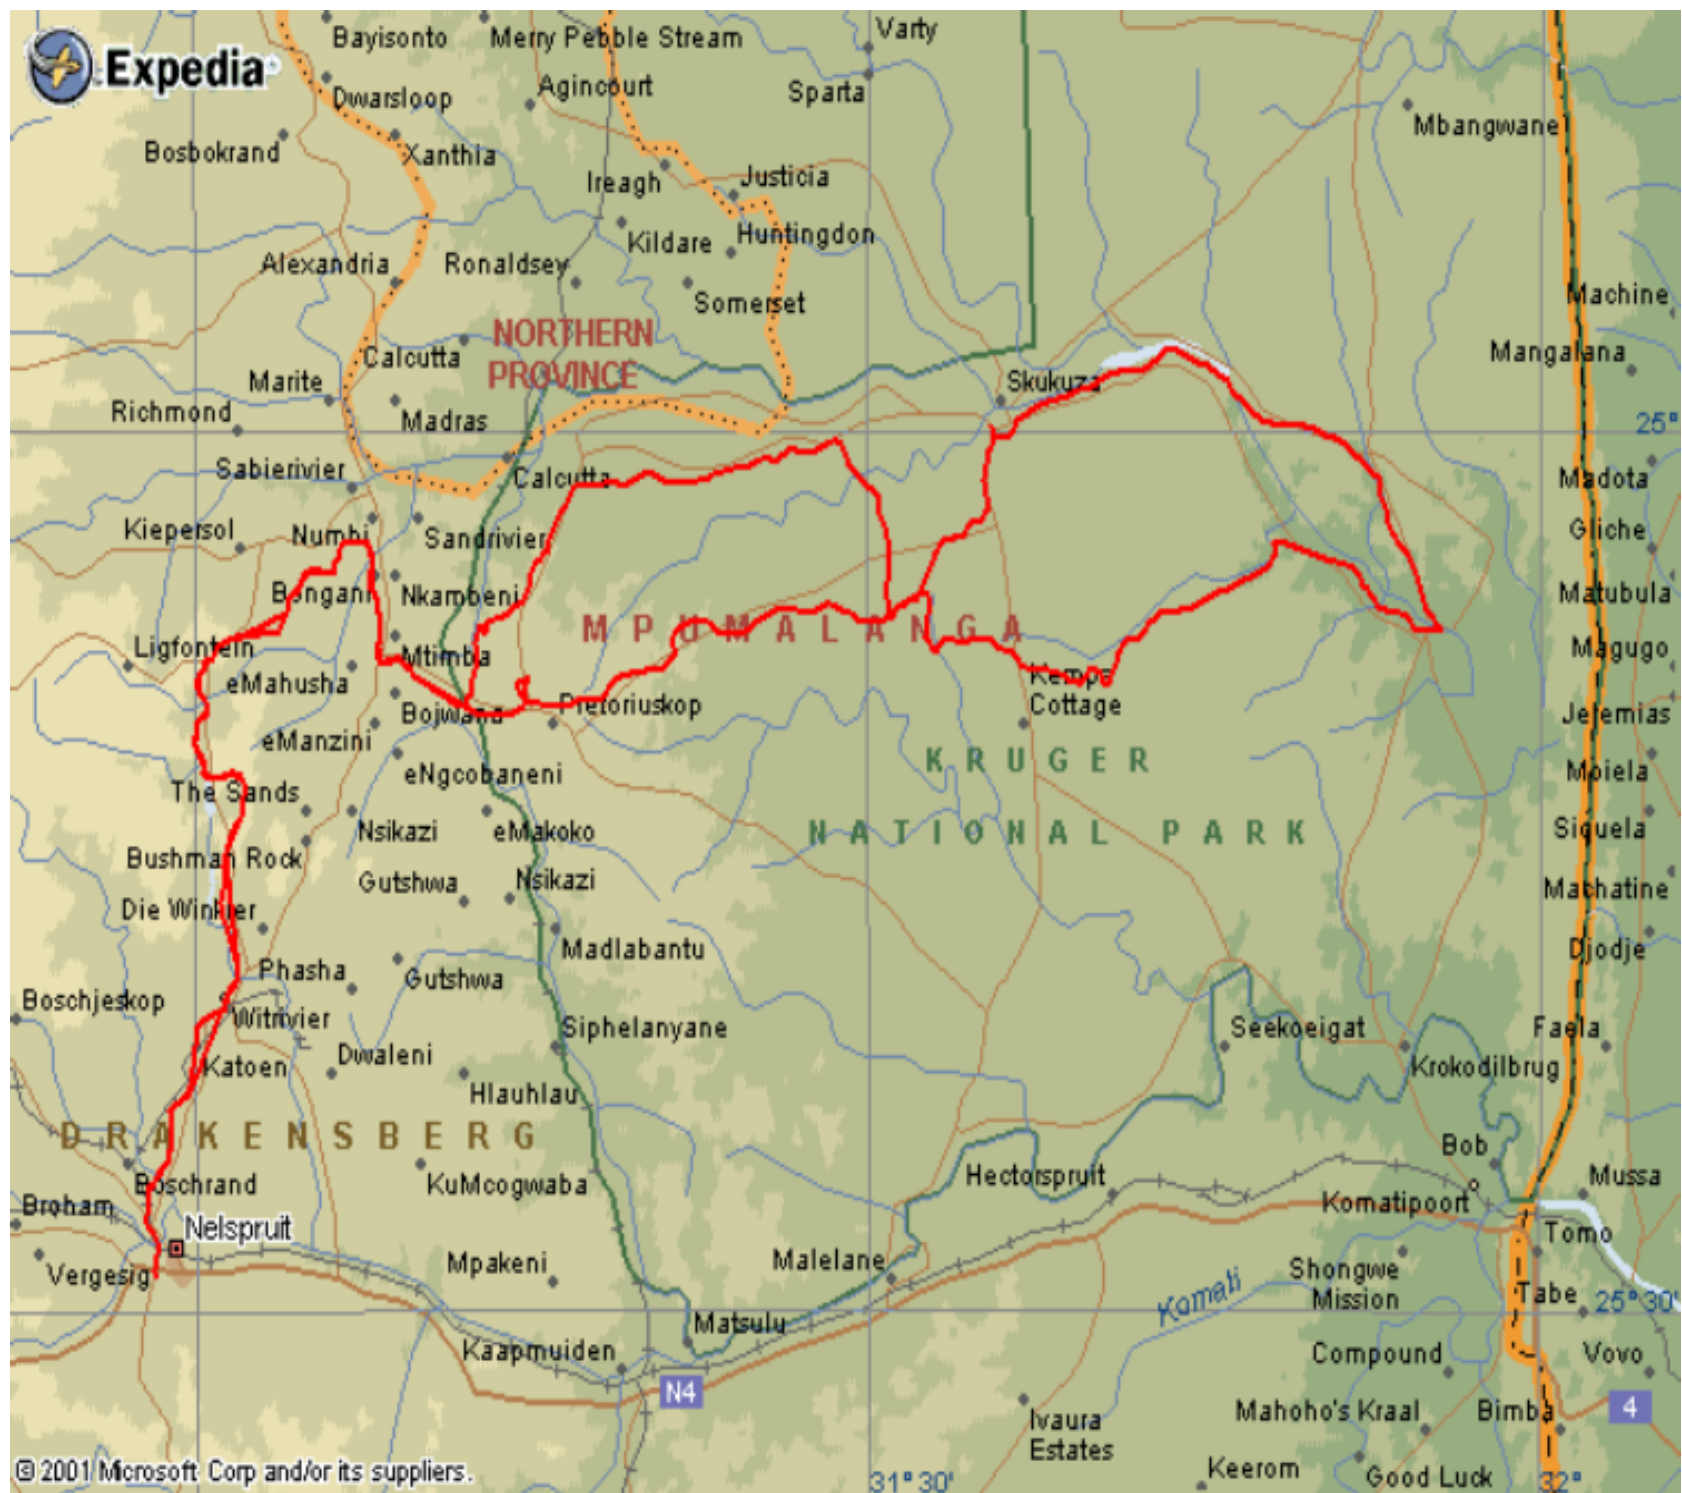 Expedia
Bayisonto
Merry Pebble Stream
Varty
Dwarsloop
Agincourt
Sparta
Mbangwane
Bosbokrand
Xanthia
Ireagh
Justicia
Kildare
Huntingdon
Alexandria
Ronaldsey
Somerset
Machine
NORTHERN
PROVINCE
Calcutta
Mangalana
Marite
Skukuza
Richmond
Madras
25°
Sabierivier
Calcutta
Madota
Kiepersol
Numbi
Sandrivier
Gliche
Bongani
Nkambeni
Matubula
MPUMALANGA
Ligfontein
Mtimba
Magugo
eMahusha
Kempe
Cottage
Bojwana
Pretoriuskop
Jeremias
eManzini
KRUGER
eNgcobaneni
Moiela
The Sands
Nsikazi
eMakoko
NATIONAL PARK
Siguela
Bushman Rock
Gutshwa
Nsikazi
Machatine
Die Winkler
Madlabantu
Djodje
Phasha
Gutshwa
Boschjeskop
Witrivier
Siphelanyane
Seekoeigat
Faela
Katoen
Dwaleni
Krokodilbrug
Hlauhlau
DRAKENSBERG
Bob
Boschrand
KuMcogwaba
Hectorspruit
Mussa
Broham
Komatipoort
Nelspruit
Tomo
Vergesig
Mpakeni
Malelane
Shongwe
Mission
Komati
Tabe
25°30'
Matsulu
Kaapmuiden
Compound
Vovo
N4
Ivaura
Estates
Mahoho's Kraal
Bimba
4
Keerom
Good Luck
© 2001 Microsoft Corp and/or its suppliers.
31°30'
32°